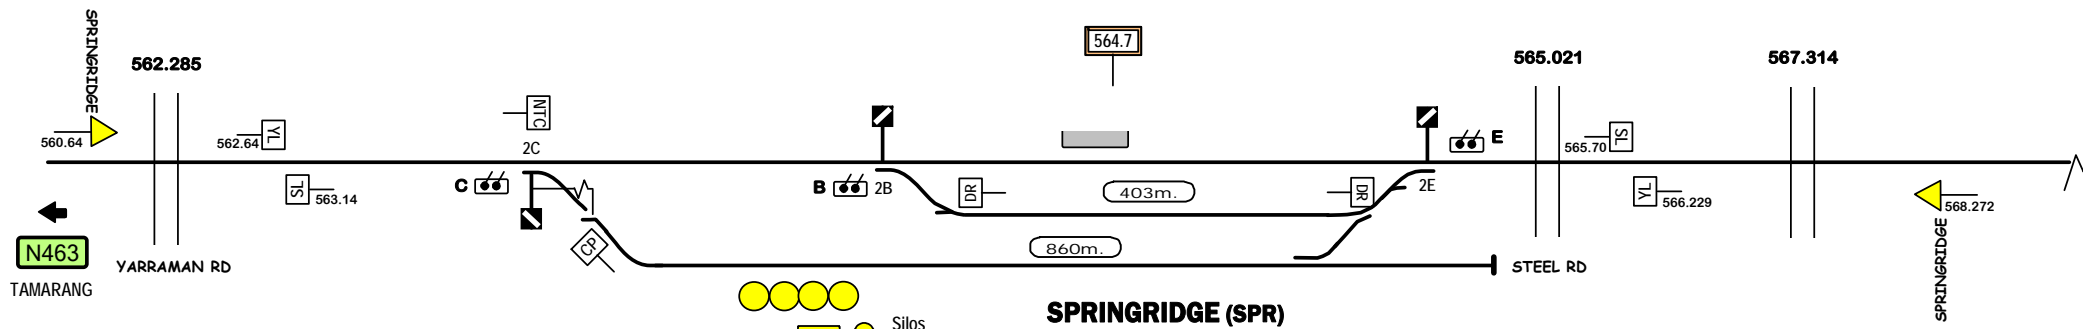 SPRINGRIDGE
560.64
562.285
562.64
YL
SL
563.14
N463
TAMARANG
YARRAMAN RD
NTC
2C
C
CP
B
2B
564.7
DR
403m.
DR
2E
E
860m.
565.021
STEEL RD
565.70
SL
YL
566.229
567.314
568.272
SPRINGRIDGE
SPRINGRIDGE (SPR)
Silos